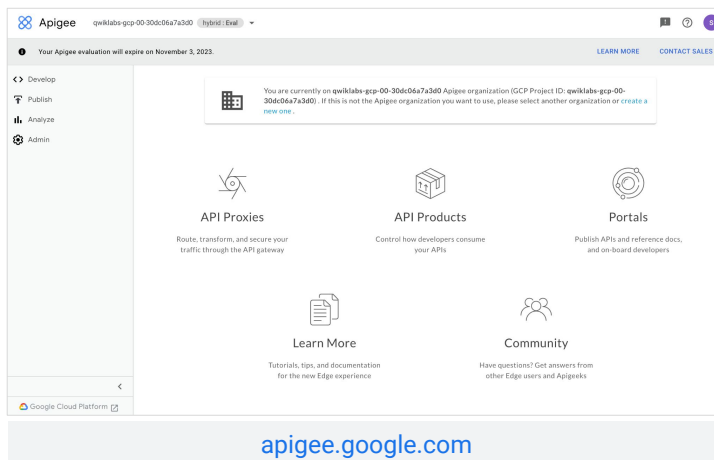 Apigee
qwiklabs-gcp-00-30dc06a7a3d0 hybrid : Eval
S
Your Apigee evaluation will expire on November 3, 2023.
LEARN MORE
CONTACT SALES
Develop
Publish
Analyze
Admin
You are currently on qwiklabs-gcp-00-30dc06a7a3d0 Apigee organization (GCP Project ID: qwiklabs-gcp-00-
30dc06a7a3d0) . If this is not the Apigee organization you want to use, please select another organization or create a
new one .
API Proxies
Route, transform, and secure your
traffic through the API gateway
API Products
Control how developers consume
your APIs
Portals
Publish APIs and reference docs,
and on-board developers
Learn More
Tutorials, tips, and documentation
for the new Edge experience
Community
Have questions? Get answers from
other Edge users and Apigeeks
Google Cloud Platform
apigee.google.com